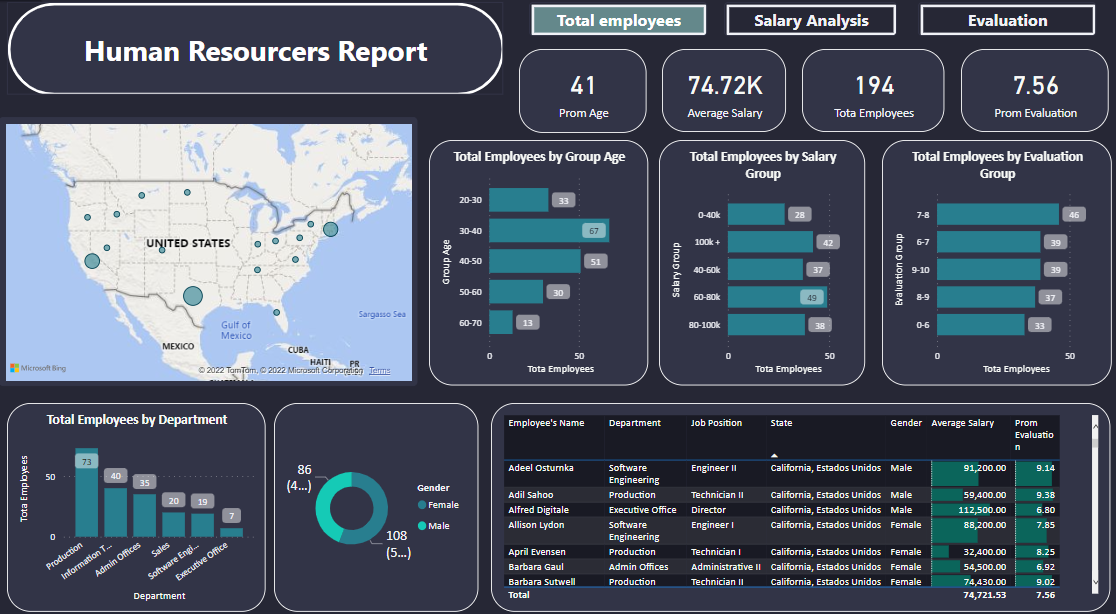 Human Resourcers Report
Total employees
Salary Analysis
Evaluation
41
Prom Age
74.72K
Average Salary
194
Tota Employees
7.56
Prom Evaluation
UNITED STATES
Gulf of
Mexico
Sargasso Sea
MEXICO
CUBA
HAITI
PR
Microsoft Bing
© 2022 TomTom, © 2022 Microsoft Corporation Terms
Total Employees by Group Age
Group Age
20-30
33
30-40
67
40-50
51
50-60
30
60-70
13
0
50
Tota Employees
Total Employees by Salary
Group
Salary Group
0-40k
28
100k +
42
40-60k
37
60-80k
49
80-100k
38
0
50
Tota Employees
Total Employees by Evaluation
Group
Evaluation Group
7-8
46
6-7
39
9-10
39
8-9
37
0-6
33
0
50
Tota Employees
Total Employees by Department
Tota Employees
50
0
73
40
35
20
19
7
Production
Information T...
Admin Offices
Sales
Software Engi...
Executive Office
Department
86
(4...)
108
(5...)
Gender
Female
Male
Employee's Name Department Job Position State Gender Average Salary Prom
Evaluatio
n
Adeel Osturnka Software Engineer II California, Estados Unidos Male 91,200.00 9.14
Engineering
Adil Sahoo Production Technician II California, Estados Unidos Male 59,400.00 9.38
Alfred Digitale Executive Office Director California, Estados Unidos Male 112,500.00 6.80
Allison Lydon Software Engineer I California, Estados Unidos Female 88,200.00 7.85
Engineering
April Evensen Production Technician I California, Estados Unidos Female 32,400.00 8.25
Barbara Gaul Admin Offices Administrative II California, Estados Unidos Female 54,500.00 6.92
Barbara Sutwell Production Technician II California, Estados Unidos Female 74,430.00 9.02
Total 74,721.53 7.56